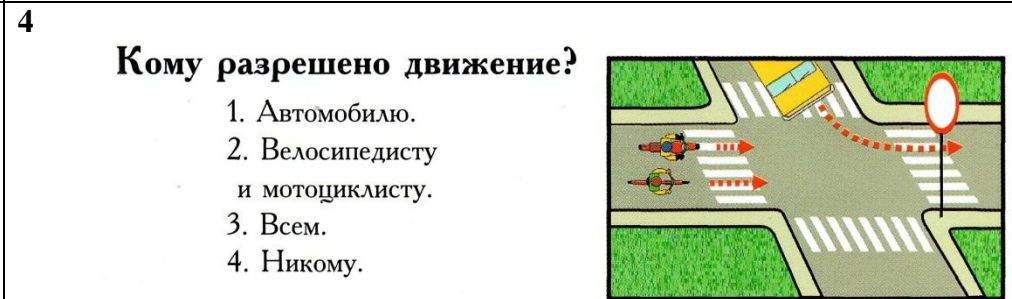 4
Кому разрешено движение?
1. Автомобилю.
2. Велосипедисту
и мотоциклисту.
3. Всем.
4. Никому.